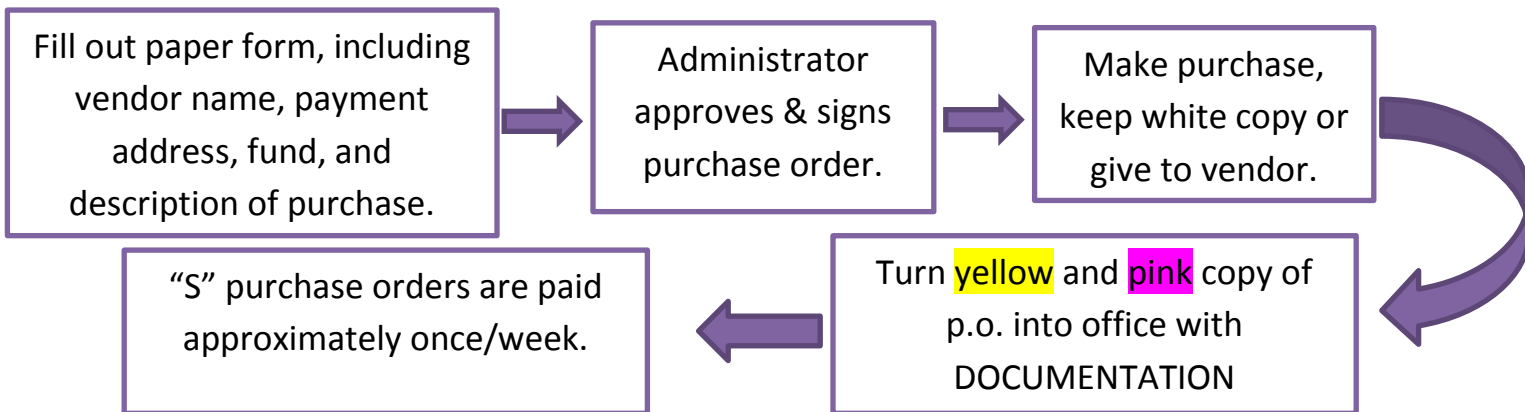 Fill out paper form, including
vendor name, payment
address, fund, and
description of purchase.
Administrator
approves & signs
purchase order.
Make purchase,
keep white copy or
give to vendor.
Turn yellow and pink copy of
p.o. into office with
DOCUMENTATION
“S” purchase orders are paid
approximately once/week.